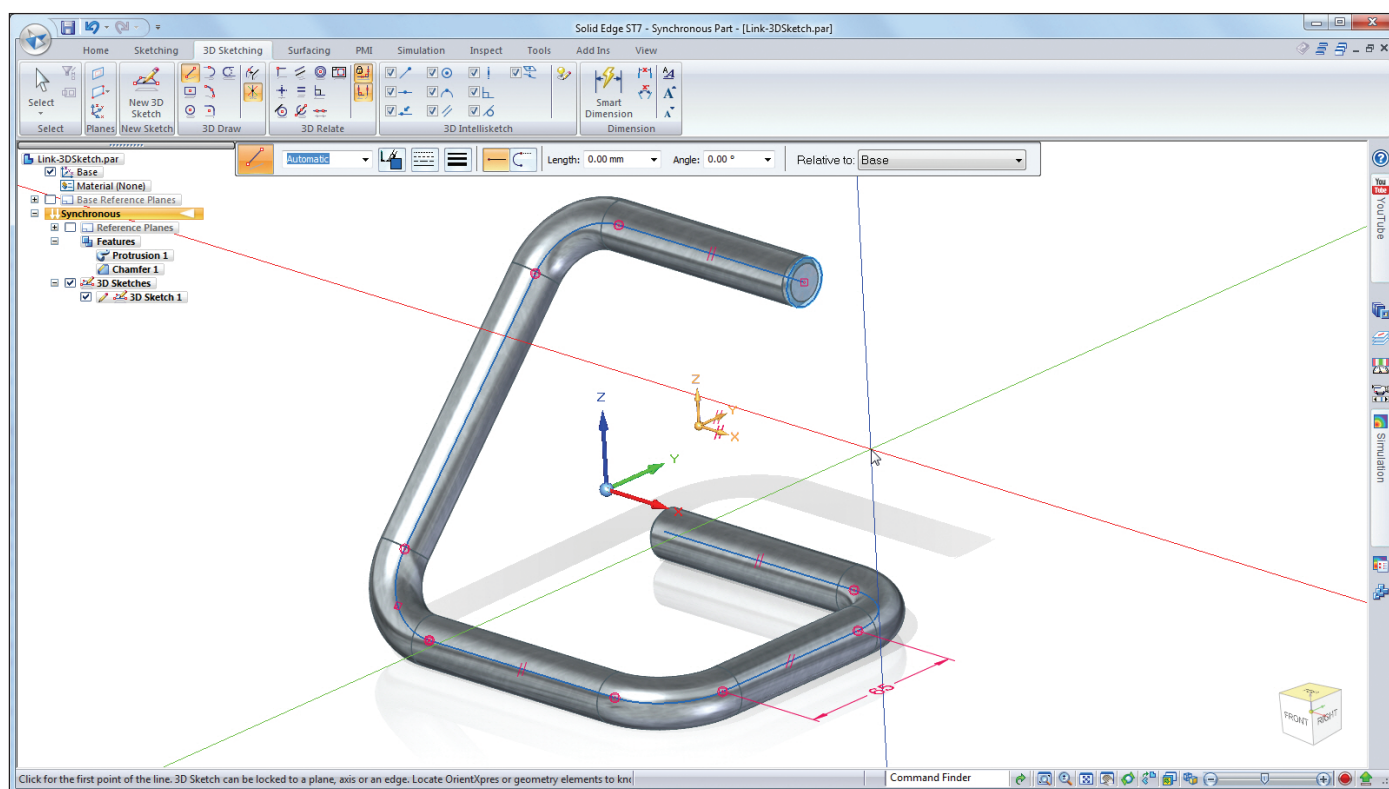 Solid Edge ST7 - Synchronous Part - [Link-3DSketch.par]
Home Sketching 3D Sketching Surfacing PMI Simulation Inspect Tools Add Ins View
Select
New 3D
Sketch
Smart
Dimension
Select Planes New Sketch 3D Draw 3D Relate 3D Intellisketch Dimension
Automatic Length: 0.00 mm Angle: 0.00 ° Relative to: Base
Link-3DSketch.par
Base
Material (None)
Base Reference Planes
Synchronous
Reference Planes
Features
Protrusion 1
Chamfer 1
3D Sketches
3D Sketch 1
Z
Y
X
Z
Y
X
65
FRONT RIGHT
You
Tube
YouTube
Simulation
Click for the first point of the line. 3D Sketch can be locked to a plane, axis or an edge. Locate OrientXpres or geometry elements to kno
Command Finder